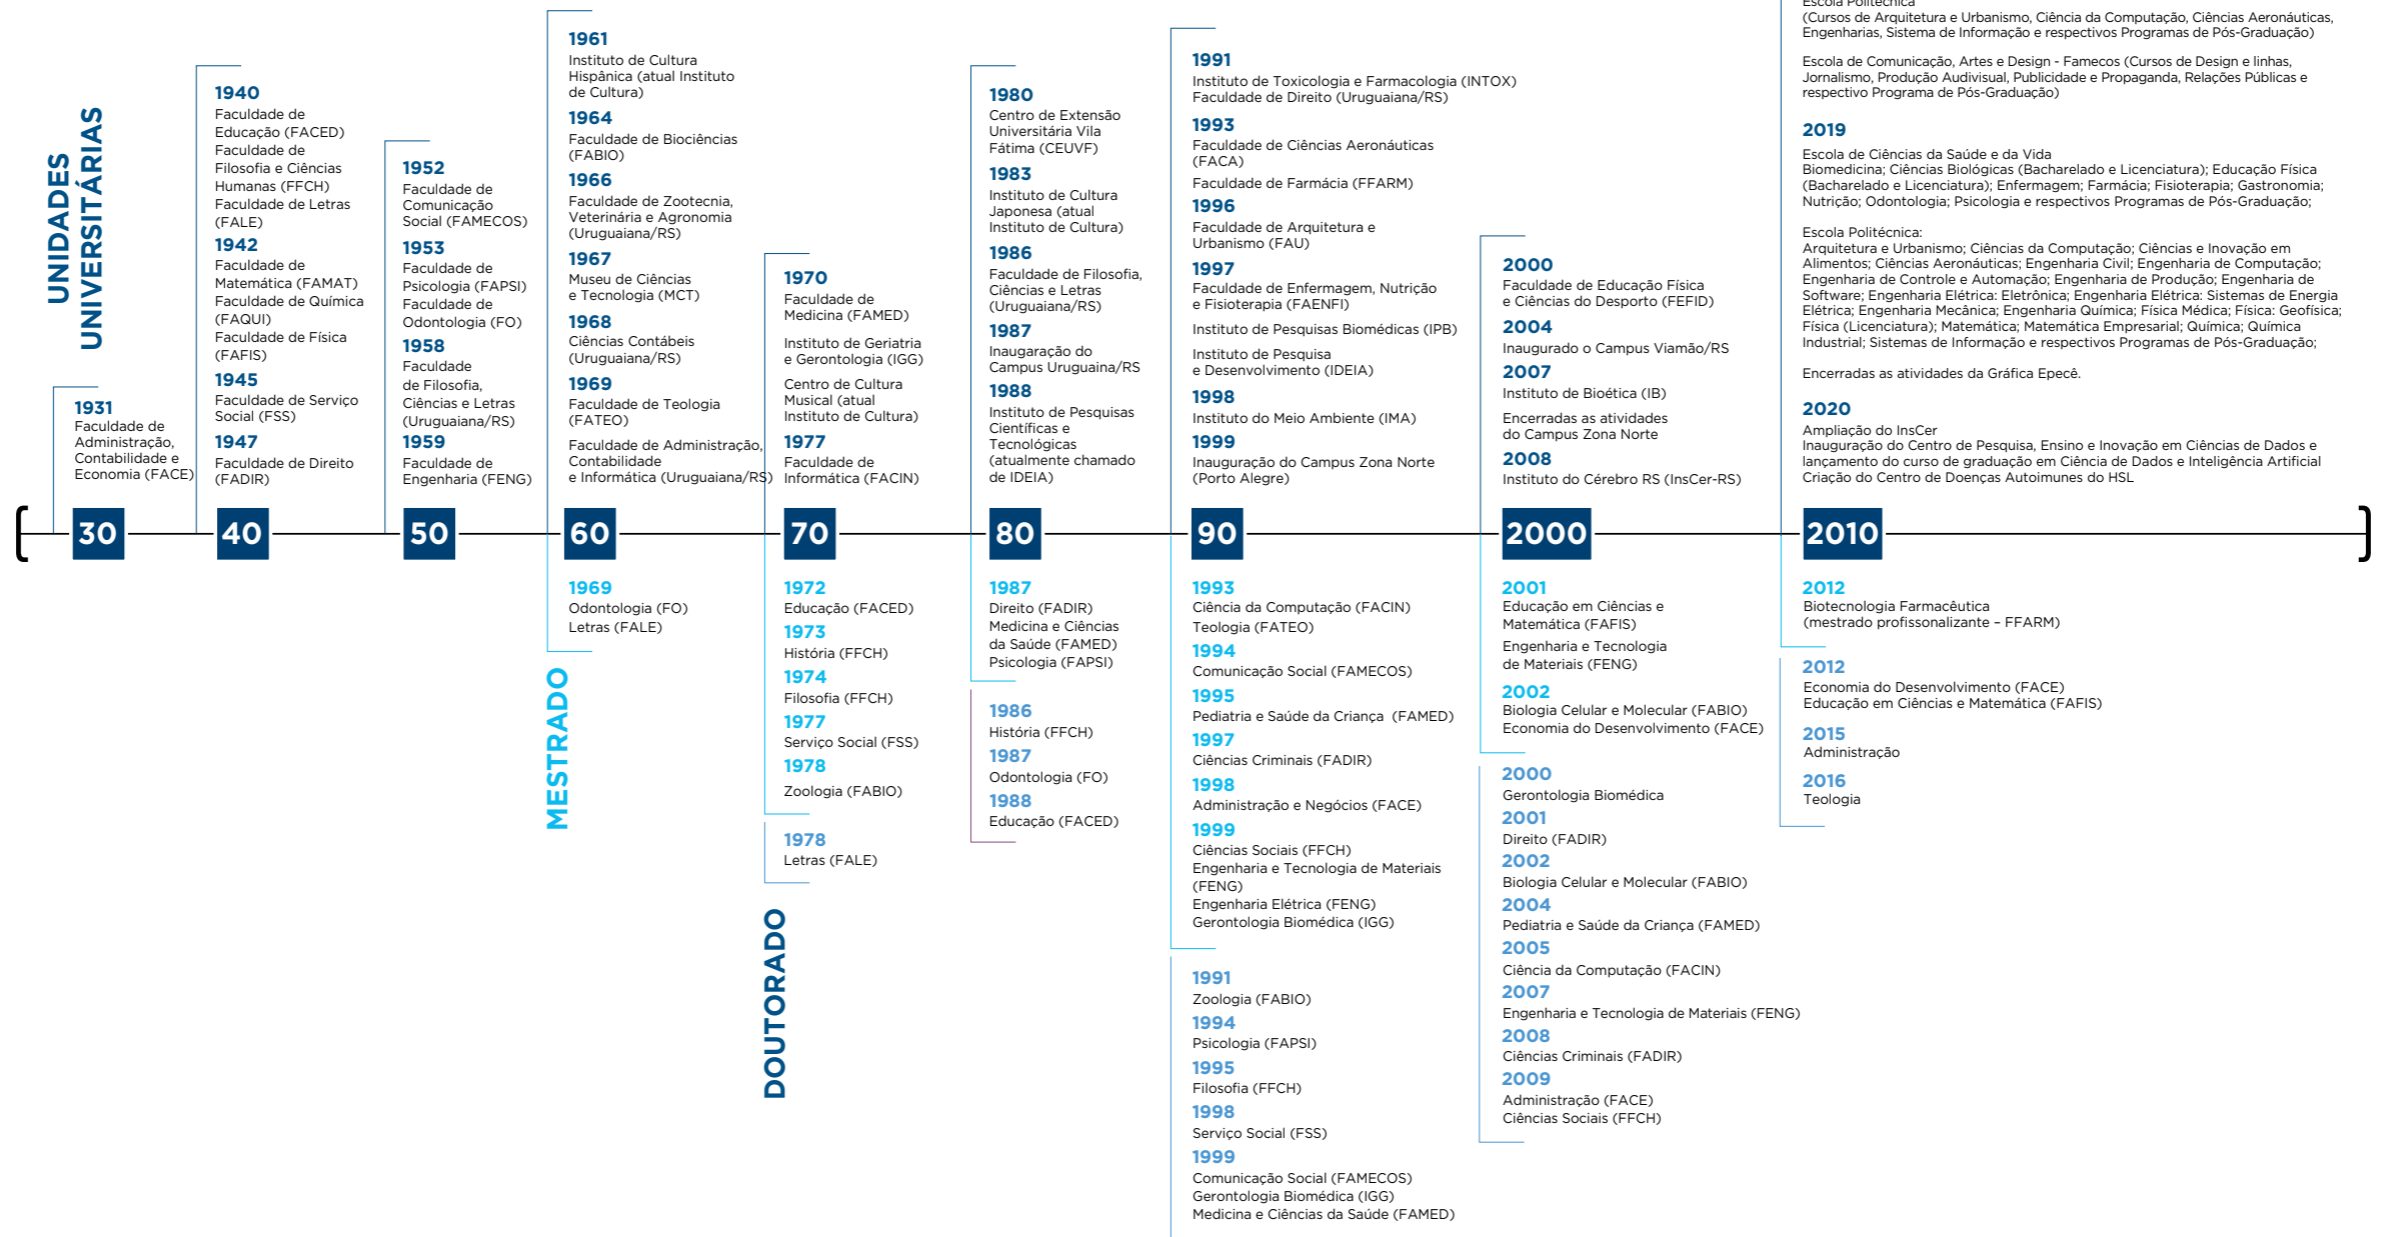 UNIDADES
UNIVERSITÁRIAS
1931
Faculdade de
Administração,
Contabilidade e
Economia (FACE)
1940
Faculdade de
Educação (FACED)
Faculdade de
Filosofia e Ciências
Humanas (FFCH)
Faculdade de Letras
(FALE)
1942
Faculdade de
Matemática (FAMAT)
Faculdade de Química
(FAQUI)
Faculdade de Física
(FAFIS)
1945
Faculdade de Serviço
Social (FSS)
1947
Faculdade de Direito
(FADIR)
1952
Faculdade de
Comunicação
Social (FAMECOS)
1953
Faculdade de
Psicologia (FAPSI)
Faculdade de
Odontologia (FO)
1958
Faculdade
de Filosofia,
Ciências e Letras
(Uruguaiana/RS)
1959
Faculdade de
Engenharia (FENG)
1961
Instituto de Cultura
Hispânica (atual Instituto
de Cultura)
1964
Faculdade de Biociências
(FABIO)
1966
Faculdade de Zootecnia,
Veterinária e Agronomia
(Uruguaiana/RS)
1967
Museu de Ciências
e Tecnologia (MCT)
1968
Ciências Contábeis
(Uruguaiana/RS)
1969
Faculdade de Teologia
(FATEO)
Faculdade de Administração,
Contabilidade
e Informática (Uruguaiana/RS)
1970
Faculdade de
Medicina (FAMED)
Instituto de Geriatria
e Gerontologia (IGG)
Centro de Cultura
Musical (atual
Instituto de Cultura)
1977
Faculdade de
Informática (FACIN)
1980
Centro de Extensão
Universitária Vila
Fátima (CEUVF)
1983
Instituto de Cultura
Japonesa (atual
Instituto de Cultura)
1986
Faculdade de Filosofia,
Ciências e Letras
(Uruguaiana/RS)
1987
Inaugaração do
Campus Uruguaina/RS
1988
Instituto de Pesquisas
Científicas e
Tecnológicas
(atualmente chamado
de IDEIA)
1991
Instituto de Toxicologia e Farmacologia (INTOX)
Faculdade de Direito (Uruguaiana/RS)
1993
Faculdade de Ciências Aeronáuticas
(FACA)
Faculdade de Farmácia (FFARM)
1996
Faculdade de Arquitetura e
Urbanismo (FAU)
1997
Faculdade de Enfermagem, Nutrição
e Fisioterapia (FAENFI)
Instituto de Pesquisas Biomédicas (IPB)
Instituto de Pesquisa
e Desenvolvimento (IDEIA)
1998
Instituto do Meio Ambiente (IMA)
1999
Inauguração do Campus Zona Norte
(Porto Alegre)
2000
Faculdade de Educação Física
e Ciências do Desporto (FEFID)
2004
Inaugurado o Campus Viamão/RS
2007
Instituto de Bioética (IB)
Encerradas as atividades
do Campus Zona Norte
2008
Instituto do Cérebro RS (InsCer-RS)
Escola Politécnica
(Cursos de Arquitetura e Urbanismo, Ciência da Computação, Ciências Aeronáuticas,
Engenharias, Sistema de Informação e respectivos Programas de Pós-Graduação)
Escola de Comunicação, Artes e Design - Famecos (Cursos de Design e linhas,
Jornalismo, Produção Audivisual, Publicidade e Propaganda, Relações Públicas e
respectivo Programa de Pós-Graduação)
2019
Escola de Ciências da Saúde e da Vida
Biomedicina; Ciências Biológicas (Bacharelado e Licenciatura); Educação Física
(Bacharelado e Licenciatura); Enfermagem; Farmácia; Fisioterapia; Gastronomia;
Nutrição; Odontologia; Psicologia e respectivos Programas de Pós-Graduação;
Escola Politécnica:
Arquitetura e Urbanismo; Ciências da Computação; Ciências e Inovação em
Alimentos; Ciências Aeronáuticas; Engenharia Civil; Engenharia de Computação;
Engenharia de Controle e Automação; Engenharia de Produção; Engenharia de
Software; Engenharia Elétrica: Eletrônica; Engenharia Elétrica: Sistemas de Energia
Elétrica; Engenharia Mecânica; Engenharia Química; Física Médica; Física: Geofísica;
Física (Licenciatura); Matemática; Matemática Empresarial; Química; Química
Industrial; Sistemas de Informação e respectivos Programas de Pós-Graduação;
Encerradas as atividades da Gráfica Epecê.
2020
Ampliação do InsCer
Inauguração do Centro de Pesquisa, Ensino e Inovação em Ciências de Dados e
lançamento do curso de graduação em Ciência de Dados e Inteligência Artificial
Criação do Centro de Doenças Autoimunes do HSL
30
40
50
60
70
80
90
2000
2010
MESTRADO
1969
Odontologia (FO)
Letras (FALE)
1972
Educação (FACED)
1973
História (FFCH)
1974
Filosofia (FFCH)
1977
Serviço Social (FSS)
1978
Zoologia (FABIO)
1987
Direito (FADIR)
Medicina e Ciências
da Saúde (FAMED)
Psicologia (FAPSI)
1993
Ciência da Computação (FACIN)
Teologia (FATEO)
1994
Comunicação Social (FAMECOS)
1995
Pediatria e Saúde da Criança (FAMED)
1997
Ciências Criminais (FADIR)
1998
Administração e Negócios (FACE)
1999
Ciências Sociais (FFCH)
Engenharia e Tecnologia de Materiais
(FENG)
Engenharia Elétrica (FENG)
Gerontologia Biomédica (IGG)
2001
Educação em Ciências e
Matemática (FAFIS)
Engenharia e Tecnologia
de Materiais (FENG)
2002
Biologia Celular e Molecular (FABIO)
Economia do Desenvolvimento (FACE)
2012
Biotecnologia Farmacêutica
(mestrado profissonalizante – FFARM)
DOUTORADO
1978
Letras (FALE)
1986
História (FFCH)
1987
Odontologia (FO)
1988
Educação (FACED)
1991
Zoologia (FABIO)
1994
Psicologia (FAPSI)
1995
Filosofia (FFCH)
1998
Serviço Social (FSS)
1999
Comunicação Social (FAMECOS)
Gerontologia Biomédica (IGG)
Medicina e Ciências da Saúde (FAMED)
2000
Gerontologia Biomédica
2001
Direito (FADIR)
2002
Biologia Celular e Molecular (FABIO)
2004
Pediatria e Saúde da Criança (FAMED)
2005
Ciência da Computação (FACIN)
2007
Engenharia e Tecnologia de Materiais (FENG)
2008
Ciências Criminais (FADIR)
2009
Administração (FACE)
Ciências Sociais (FFCH)
2012
Economia do Desenvolvimento (FACE)
Educação em Ciências e Matemática (FAFIS)
2015
Administração
2016
Teologia